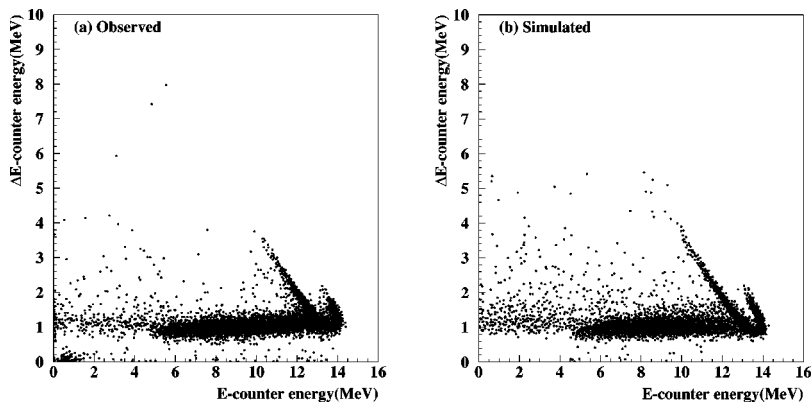 (a) Observed
ΔE-counter energy(MeV)
10
9
8
7
6
5
4
3
2
1
0
0 2 4 6 8 10 12 14 16
E-counter energy(MeV)
(b) Simulated
ΔE-counter energy(MeV)
10
9
8
7
6
5
4
3
2
1
0
0 2 4 6 8 10 12 14 16
E-counter energy(MeV)